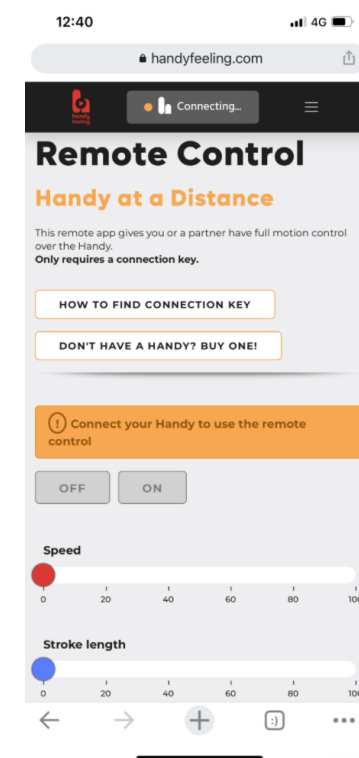 12:40
4G
handyfeeling.com
handy
feeling
Connecting...
Remote Control
Handy at a Distance
This remote app gives you or a partner have full motion control
over the Handy.
Only requires a connection key.
HOW TO FIND CONNECTION KEY
DON'T HAVE A HANDY? BUY ONE!
! Connect your Handy to use the remote
control
OFF ON
Speed
0 20 40 60 80 100
Stroke length
0 20 40 60 80 100
:)